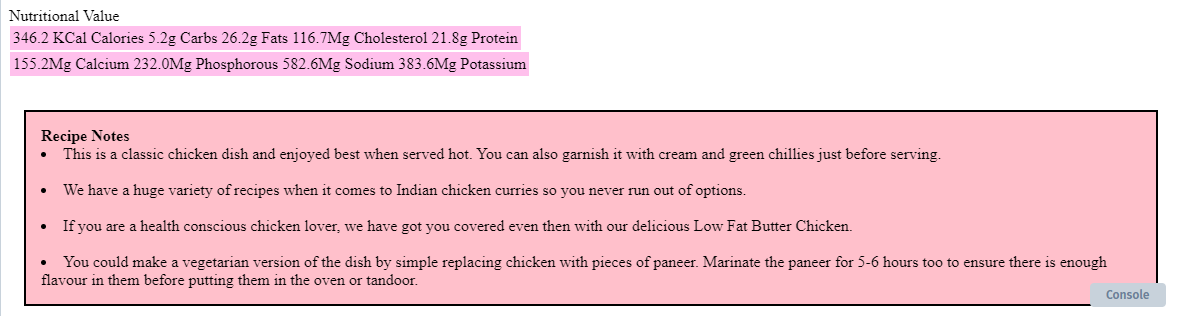 Nutritional Value
346.2 KCal Calories 5.2g Carbs 26.2g Fats 116.7Mg Cholesterol 21.8g Protein
155.2Mg Calcium 232.0Mg Phosphorous 582.6Mg Sodium 383.6Mg Potassium
Recipe Notes
• This is a classic chicken dish and enjoyed best when served hot. You can also garnish it with cream and green chillies just before serving.
• We have a huge variety of recipes when it comes to Indian chicken curries so you never run out of options.
• If you are a health conscious chicken lover, we have got you covered even then with our delicious Low Fat Butter Chicken.
• You could make a vegetarian version of the dish by simple replacing chicken with pieces of paneer. Marinate the paneer for 5-6 hours too to ensure there is enough
flavour in them before putting them in the oven or tandoor.
Console